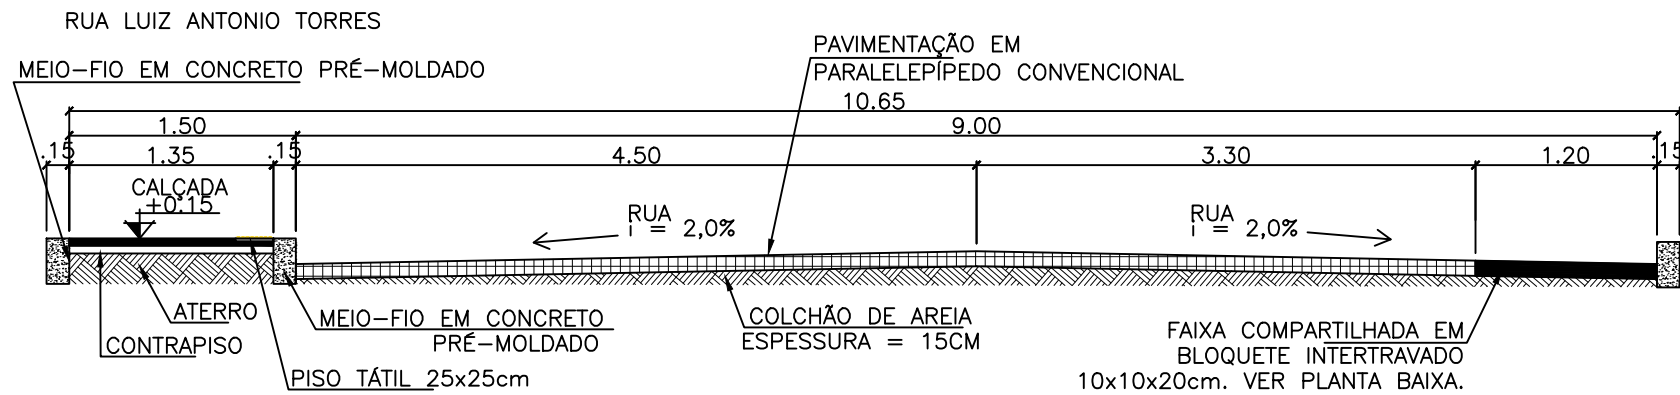 RUA LUIZ ANTONIO TORRES
MEIO-FIO EM CONCRETO PRÉ-MOLDADO
PAVIMENTAÇÃO EM
PARALELEPÍPEDO CONVENCIONAL
10.65
1.50
9.00
.15
1.35
.15
4.50
3.30
1.20
.15
CALÇADA
+0.15
RUA
i = 2,0%
RUA
i = 2,0%
ATERRO
CONTRAPISO
MEIO-FIO EM CONCRETO
PRÉ-MOLDADO
PISO TÁTIL 25x25cm
COLCHÃO DE AREIA
ESPESSURA = 15CM
FAIXA COMPARTILHADA EM
BLOQUETE INTERTRAVADO
10x10x20cm. VER PLANTA BAIXA.